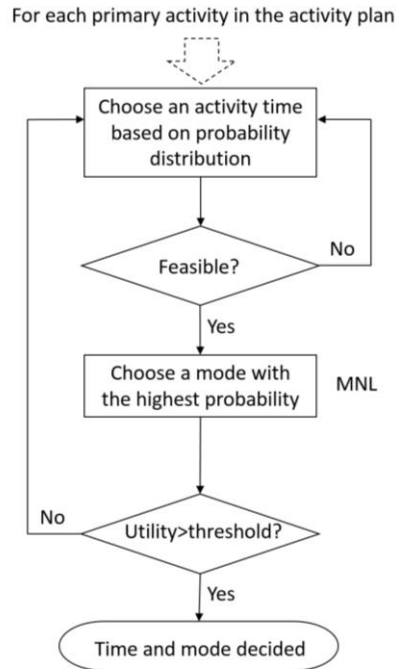 For each primary activity in the activity plan
Choose an activity time
based on probability
distribution
Feasible?
No
Yes
Choose a mode with
the highest probability
MNL
No
Utility>threshold?
Yes
Time and mode decided